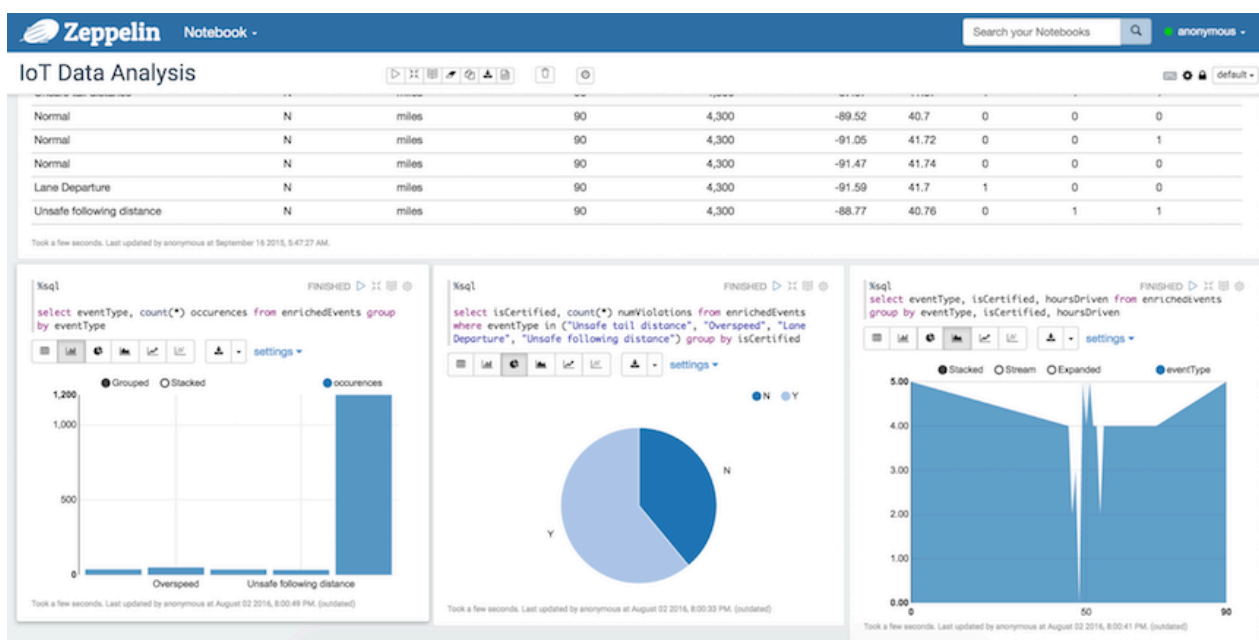 Zeppelin Notebook Search your Notebooks anonymous
IoT Data Analysis default
Unsafe tail distance N miles 90 4,300
Normal N miles 90 4,300 -89.52 40.7 0 0 0
Normal N miles 90 4,300 -91.05 41.72 0 0 1
Normal N miles 90 4,300 -91.47 41.74 0 0 0
Lane Departure N miles 90 4,300 -91.59 41.7 1 0 0
Unsafe following distance N miles 90 4,300 -88.77 40.76 0 1 1
Took a few seconds. Last updated by anonymous at September 16 2015, 5:47:27 AM.
%sql FINISHED
select eventType, count(*) occurences from enrichedEvents group
by eventType
settings
Grouped Stacked occurences
1,200
1,000
500
0
Overspeed Unsafe following distance
Took a few seconds. Last updated by anonymous at August 02 2016, 8:00:49 PM. (outdated)
%sql FINISHED
select isCertified, count(*) numViolations from enrichedEvents
where eventType in ("Unsafe tail distance", "Overspeed", "Lane
Departure", "Unsafe following distance") group by isCertified
settings
N Y
N
Y
Took a few seconds. Last updated by anonymous at August 02 2016, 8:00:33 PM. (outdated)
%sql FINISHED
select eventType, isCertified, hoursDriven from enrichedEvents
group by eventType, isCertified, hoursDriven
settings
Stacked Stream Expanded eventType
5.00
4.00
3.00
2.00
1.00
0.00
0 50 90
Took a few seconds. Last updated by anonymous at August 02 2016, 8:00:41 PM. (outdated)